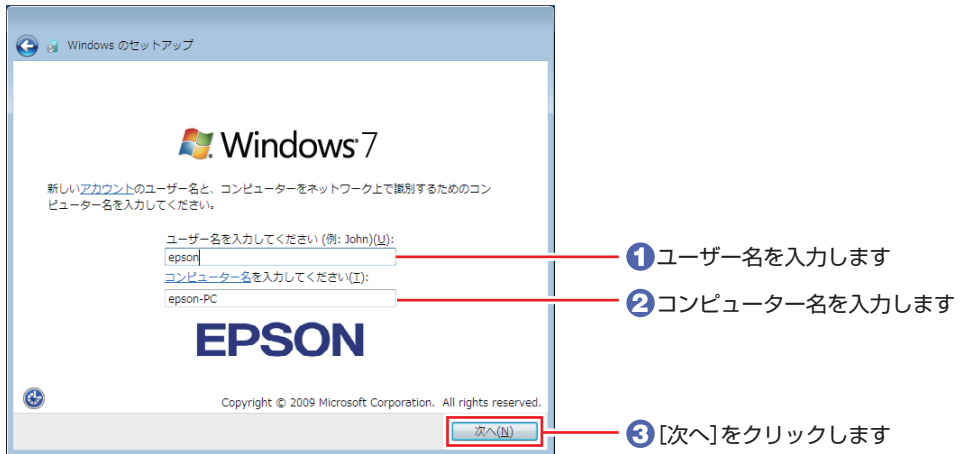 Windows のセットアップ
Windows 7
新しいアカウントのユーザー名と、コンピューターをネットワーク上で識別するためのコン
ピューター名を入力してください。
ユーザー名を入力してください (例: John)(U):
epson
コンピューター名を入力してください(T):
epson-PC
EPSON
Copyright © 2009 Microsoft Corporation. All rights reserved.
次へ(N)
1 ユーザー名を入力します
2 コンピューター名を入力します
3 [次へ]をクリックします